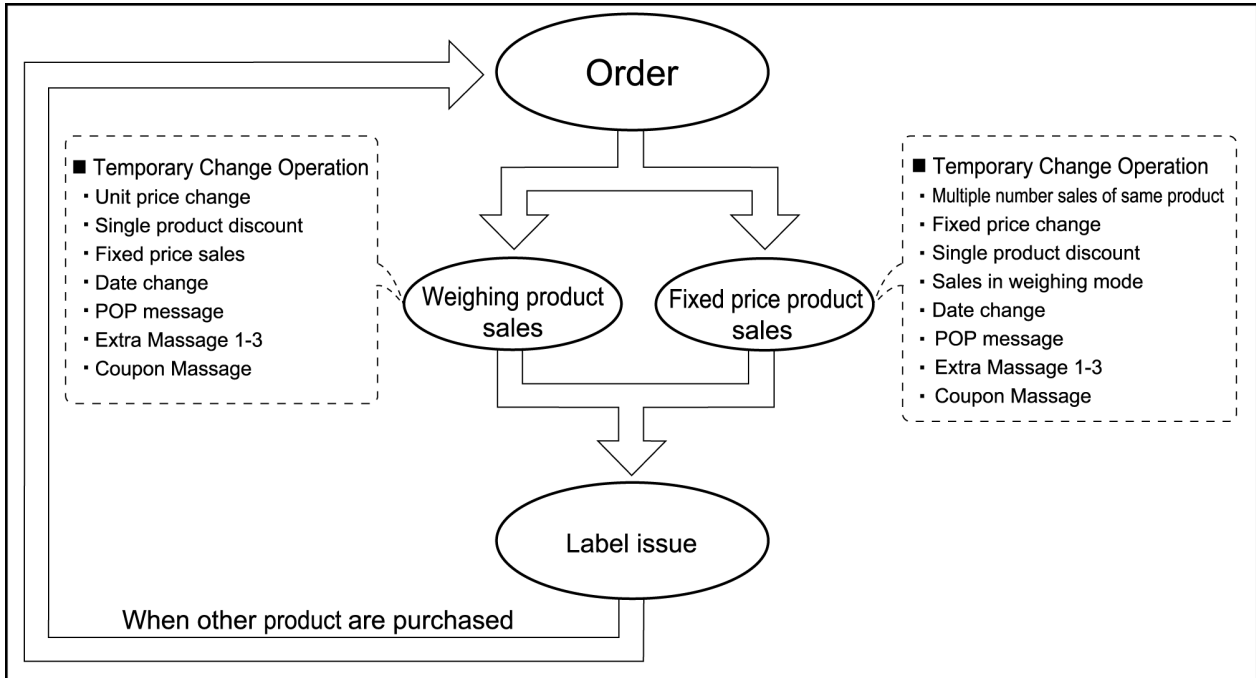 Order
■ Temporary Change Operation
・Unit price change
・Single product discount
・Fixed price sales
・Date change
・POP message
・Extra Massage 1-3
・Coupon Massage
■ Temporary Change Operation
・Multiple number sales of same product
・Fixed price change
・Single product discount
・Sales in weighing mode
・Date change
・POP message
・Extra Massage 1-3
・Coupon Massage
Weighing product
sales
Fixed price product
sales
Label issue
When other product are purchased